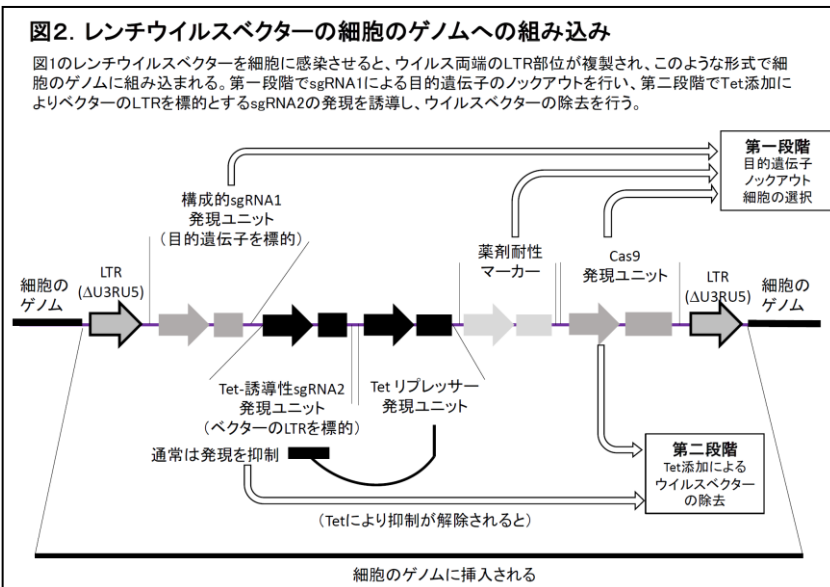 図2．レンチウイルスベクターの細胞のゲノムへの組み込み
図1のレンチウイルスベクターを細胞に感染させると、ウイルス両端のLTR部位が複製され、このような形式で細
胞のゲノムに組み込まれる。第一段階でsgRNA1による目的遺伝子のノックアウトを行い、第二段階でTet添加に
よりベクターのLTRを標的とするsgRNA2の発現を誘導し、ウイルスベクターの除去を行う。
第一段階
目的遺伝子
ノックアウト
細胞の選択
構成的sgRNA1
発現ユニット
(目的遺伝子を標的)
薬剤耐性
マーカー
Cas9
発現ユニット
細胞の
ゲノム
LTR
(ΔU3RU5)
LTR
(ΔU3RU5)
細胞の
ゲノム
Tet-誘導性sgRNA2
発現ユニット
(ベクターのLTRを標的)
Tet リプレッサー
発現ユニット
通常は発現を抑制
第二段階
Tet添加による
ウイルスベクター
の除去
(Tetにより抑制が解除されると)
細胞のゲノムに挿入される